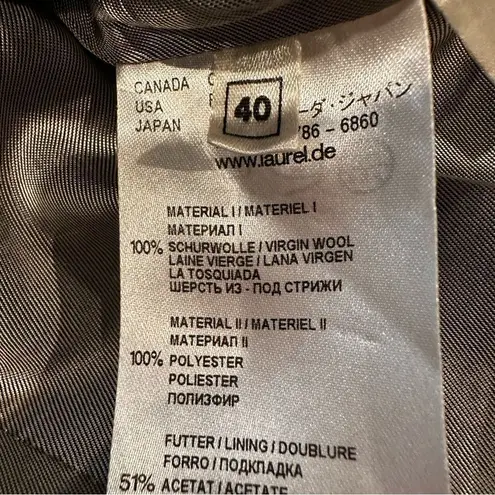 CANADA
USA
JAPAN
40
ーダ・ジャパン
786 – 6860
www.laurel.de
MATERIAL I / MATERIEL I
МАТЕРИАЛ I
100% SCHURWOLLE / VIRGIN WOOL
LAINE VIERGE / LANA VIRGEN
LA TOSQUIADA
ШЕРСТЬ ИЗ - ПОД СТРИЖИ
MATERIAL II / MATERIEL II
МАТЕРИАЛ II
100% POLYESTER
POLIESTER
ПОЛИЭФИР
FUTTER / LINING / DOUBLURE
FORRO / ПОДКЛАДКА
51% ACETAT / ACETATE